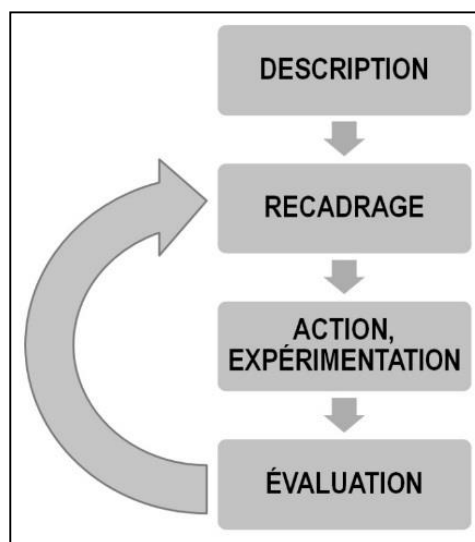 DESCRIPTION
RECADRAGE
ACTION,
EXPÉRIMENTATION
ÉVALUATION